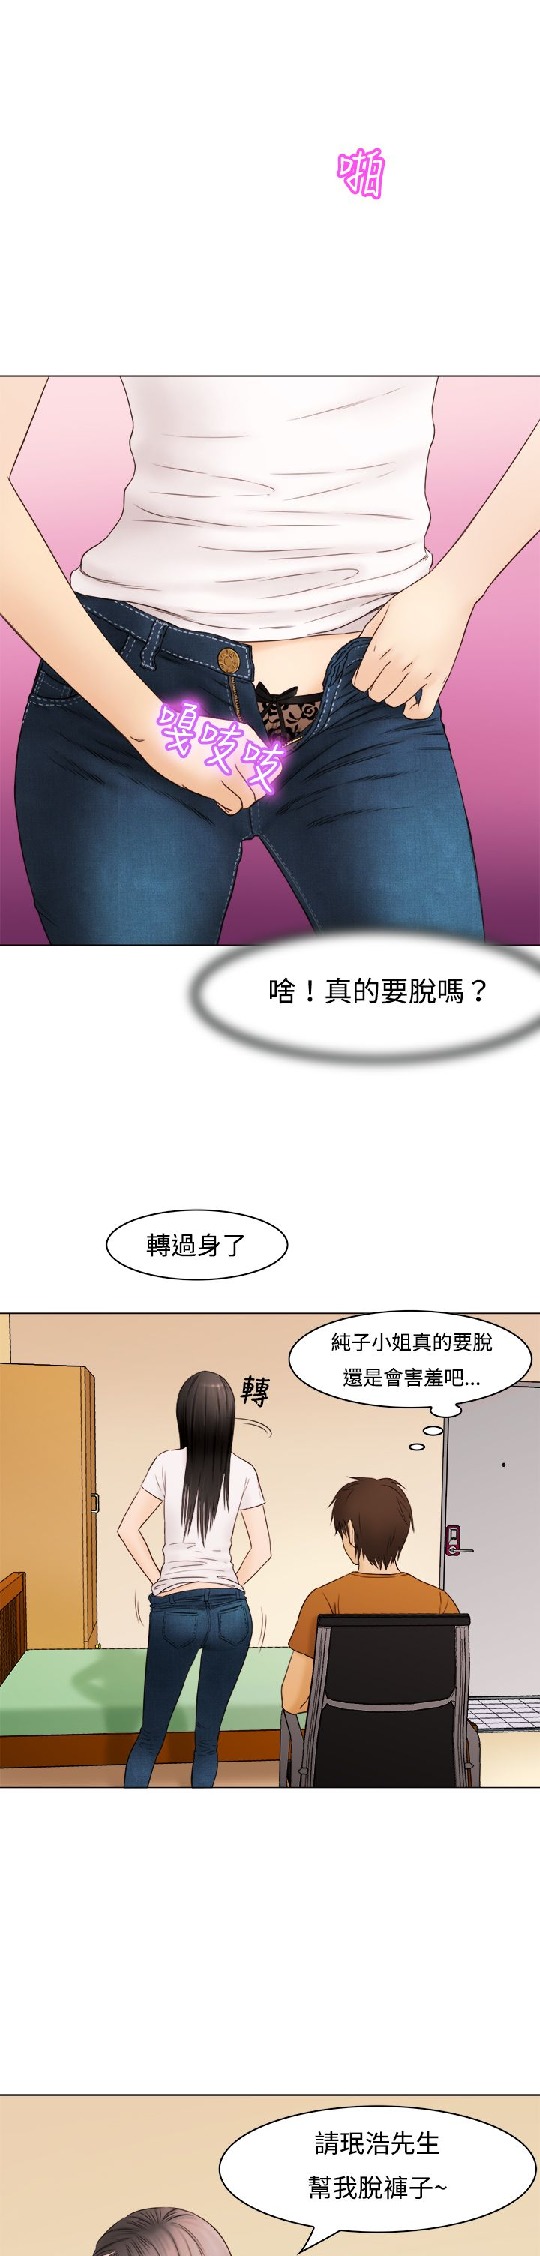 啪
嘎吱吱
啥！真的要脫嗎？
轉過身了
純子小姐真的要脫
還是會害羞吧...
轉
請珉浩先生
幫我脫褲子~